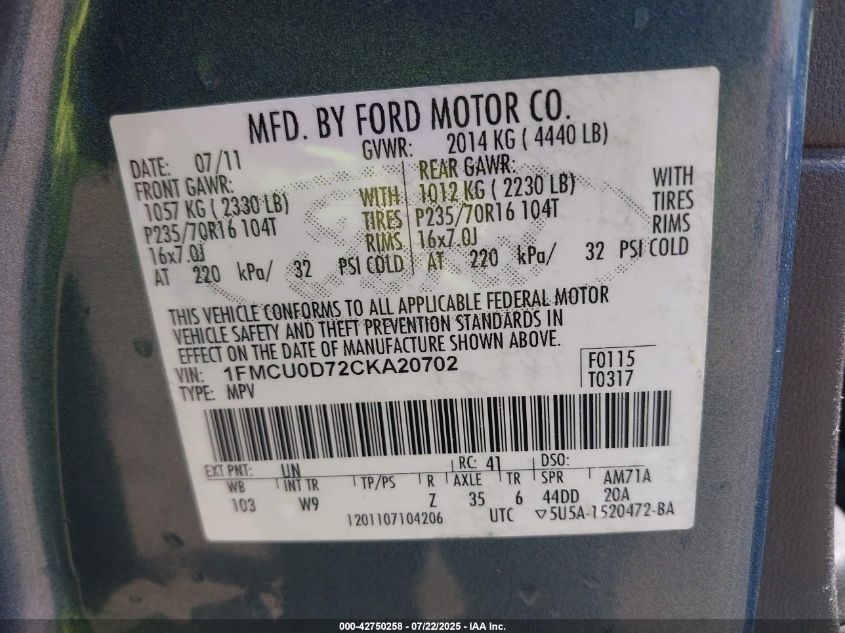 MFD. BY FORD MOTOR CO.
DATE: 07/11 GVWR: 2014 KG ( 4440 LB)
FRONT GAWR: REAR GAWR:
1057 KG ( 2330 LB) WITH 1012 KG ( 2230 LB) WITH
P235/70R16 104T TIRES P235/70R16 104T TIRES
16x7.0J RIMS 16x7.0J RIMS
AT 220 kPa/ 32 PSI COLD AT 220 kPa/ 32 PSI COLD
THIS VEHICLE CONFORMS TO ALL APPLICABLE FEDERAL MOTOR
VEHICLE SAFETY AND THEFT PREVENTION STANDARDS IN
EFFECT ON THE DATE OF MANUFACTURE SHOWN ABOVE.
VIN: 1FMCU0D72CKA20702 F0115
TYPE: MPV T0317
EXT PNT: UN RC: 41 DSO:
WB INT TR TP/PS R AXLE TR SPR AM71A
103 W9 Z 35 6 44DD 20A
1201107104206 UTC ▽5U5A-1520472-BA
000-42750258 - 07/22/2025 - IAA Inc.